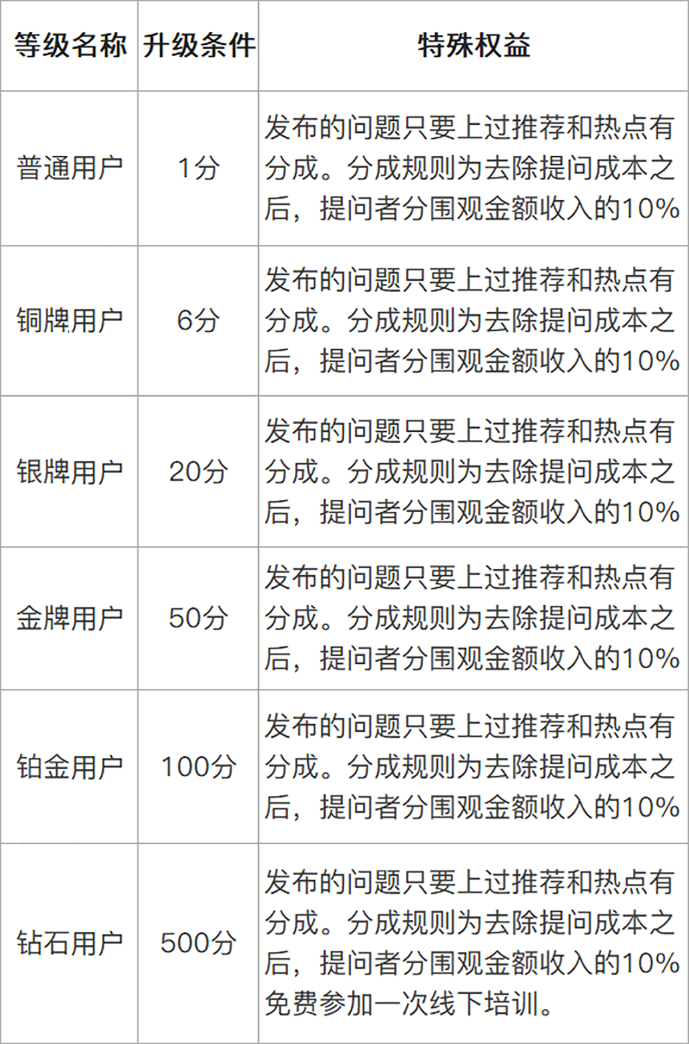 等级名称 升级条件 特殊权益
普通用户 1分 发布的问题只要上过推荐和热点有
分成。分成规则为去除提问成本之
后，提问者分围观金额收入的10%
铜牌用户 6分 发布的问题只要上过推荐和热点有
分成。分成规则为去除提问成本之
后，提问者分围观金额收入的10%
银牌用户 20分 发布的问题只要上过推荐和热点有
分成。分成规则为去除提问成本之
后，提问者分围观金额收入的10%
金牌用户 50分 发布的问题只要上过推荐和热点有
分成。分成规则为去除提问成本之
后，提问者分围观金额收入的10%
铂金用户 100分 发布的问题只要上过推荐和热点有
分成。分成规则为去除提问成本之
后，提问者分围观金额收入的10%
钻石用户 500分 发布的问题只要上过推荐和热点有
分成。分成规则为去除提问成本之
后，提问者分围观金额收入的10%
免费参加一次线下培训。